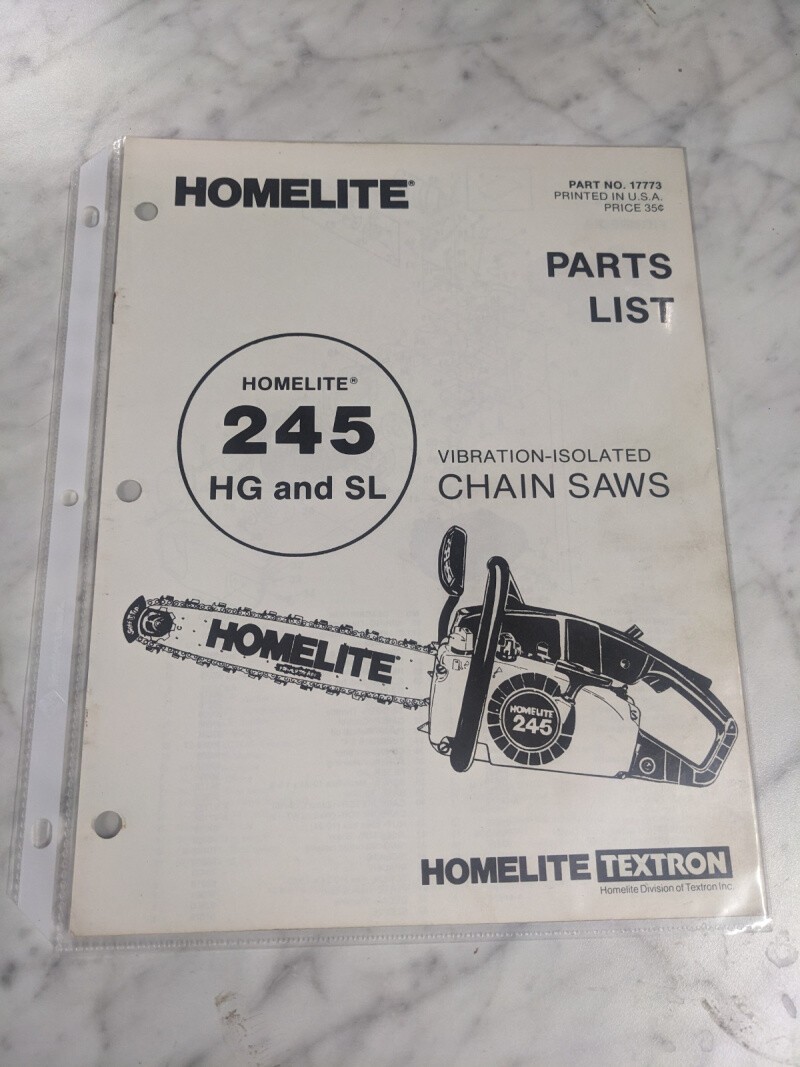 HOMELITE®
PART NO. 17773
PRINTED IN U.S.A.
PRICE 35¢
PARTS
LIST
HOMELITE®
245
HG and SL
VIBRATION-ISOLATED
CHAIN SAWS
HOMELITE®
HOMELITE
245
HOMELITE TEXTRON
Homelite Division of Textron Inc